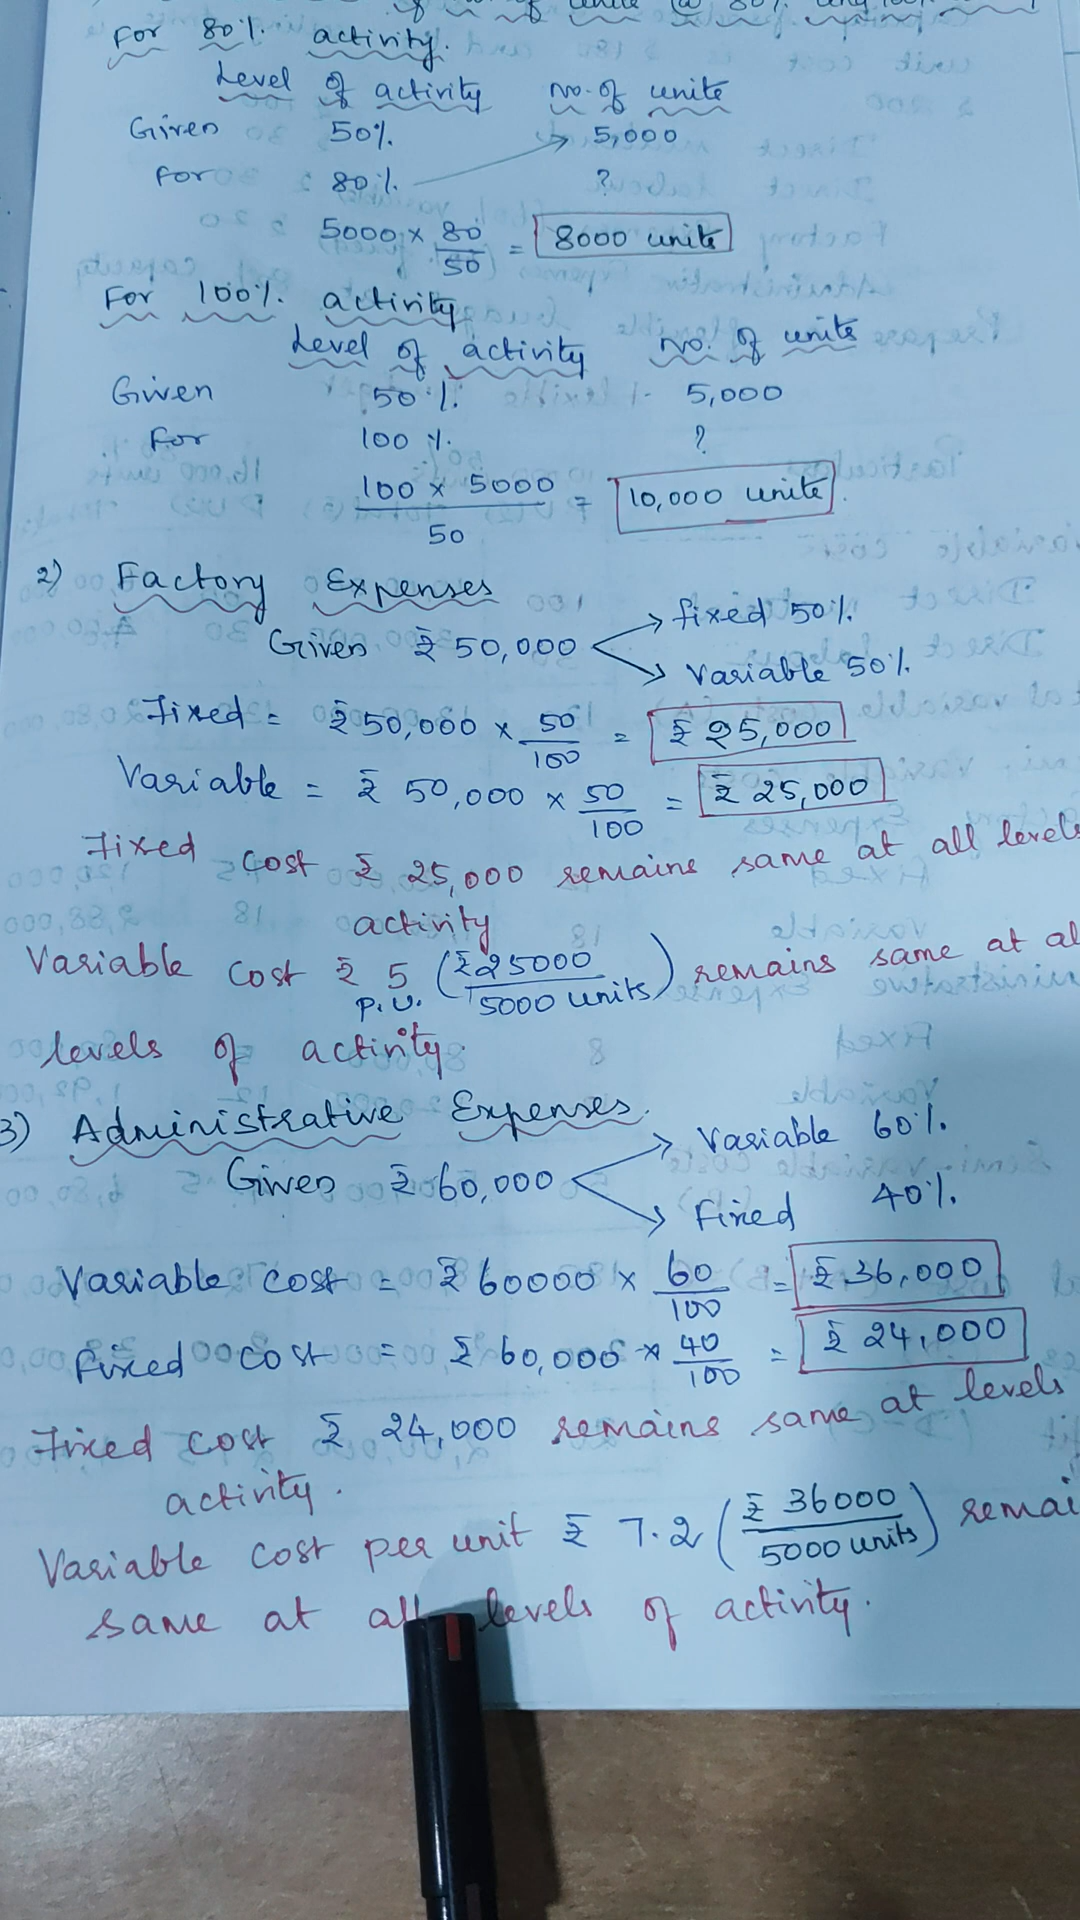 For 80% activity.
Level of activity no. of units
Given 50% 5,000
For 80% ?
5000 × 80/50 = 8000 units
For 100% activity
Level of activity no. of units
Given 50% 5,000
For 100% ?
100 × 5000 / 50 = 10,000 units.
2) Factory Expenses
Given ₹ 50,000 → fixed 50%
→ Variable 50%
Fixed = ₹ 50,000 × 50/100 = ₹ 25,000
Variable = ₹ 50,000 × 50/100 = ₹ 25,000
Fixed cost ₹ 25,000 remains same at all levels
activity
Variable cost ₹ 5 p.u. (₹ 25000 / 5000 units) remains same at al
levels of activity.
3) Administrative Expenses.
Given ₹ 60,000 → Variable 60%.
→ Fixed 40%.
Variable cost = ₹ 60000 × 60/100 = ₹ 36,000
fixed cost = ₹ 60,000 × 40/100 = ₹ 24,000
Fixed cost ₹ 24,000 remains same at levels
activity.
Variable cost per unit ₹ 7.2 (₹ 36000 / 5000 units) remai
same at all levels of activity.